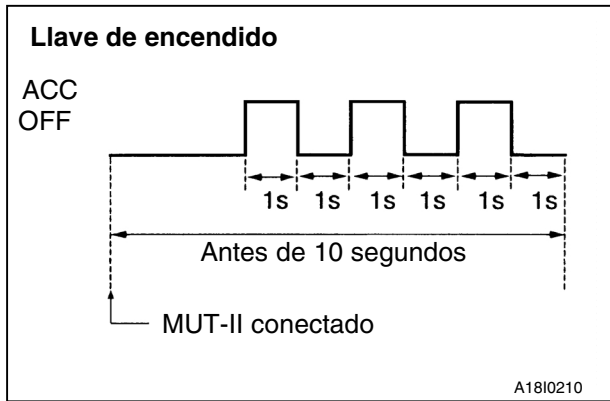 Llave de encendido
ACC
OFF
1s 1s 1s 1s 1s 1s
Antes de 10 segundos
MUT-II conectado
A18I0210